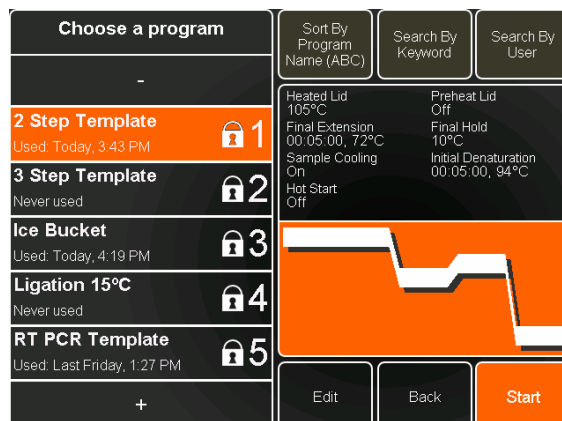 Choose a program
-
2 Step Template
Used: Today, 3:43 PM
1
3 Step Template
Never used
2
Ice Bucket
Used: Today, 4:19 PM
3
Ligation 15ºC
Never used
4
RT PCR Template
Used: Last Friday, 1:27 PM
5
+
Sort By
Program
Name (ABC)
Search By
Keyword
Search By
User
Heated Lid
105°C
Preheat Lid
Off
Final Extension
00:05:00, 72°C
Final Hold
10°C
Sample Cooling
On
Initial Denaturation
00:05:00, 94°C
Hot Start
Off
Edit
Back
Start